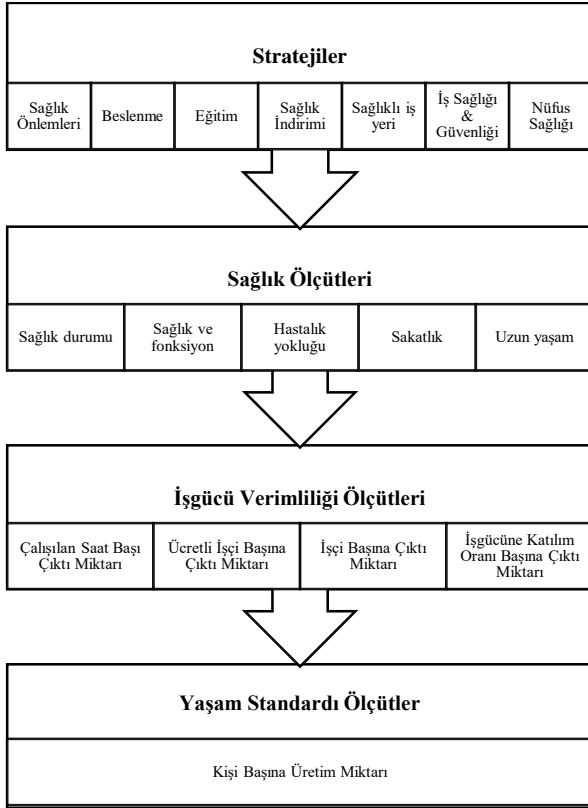 Stratejiler
Sağlık Önlemleri
Beslenme
Eğitim
Sağlık İndirimi
Sağlıklı iş yeri
İş Sağlığı & Güvenliği
Nüfus Sağlığı
Sağlık Ölçütleri
Sağlık durumu
Sağlık ve fonksiyon
Hastalık yokluğu
Sakatlık
Uzun yaşam
İşgücü Verimliliği Ölçütleri
Çalışılan Saat Başı Çıktı Miktarı
Ücretli İşçi Başına Çıktı Miktarı
İşçi Başına Çıktı Miktarı
İşgücüne Katılım Oranı Başına Çıktı Miktarı
Yaşam Standardı Ölçütler
Kişi Başına Üretim Miktarı